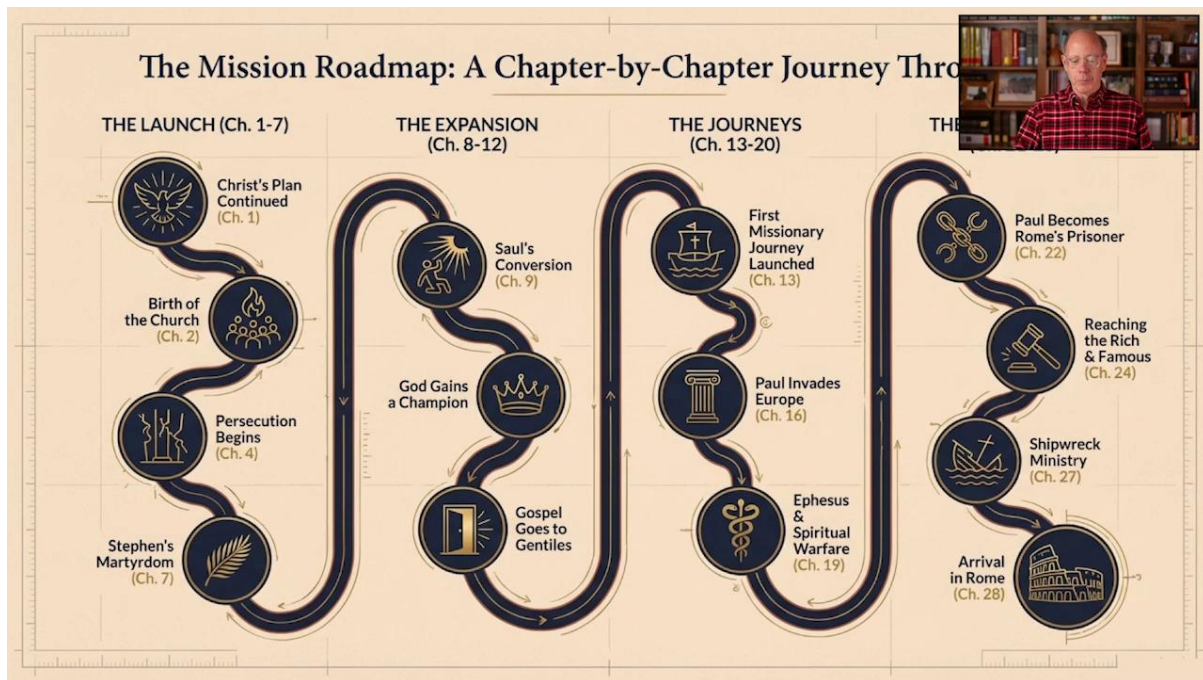 The Mission Roadmap: A Chapter-by-Chapter Journey
THE LAUNCH (Ch. 1-7)
Christ's Plan
Continued
(Ch. 1)
Birth of
the Church
(Ch. 2)
Persecution
Begins
(Ch. 4)
Stephen's
Martyrdom
(Ch. 7)
THE EXPANSION
(Ch. 8-12)
Saul's
Conversion
(Ch. 9)
God Gains
a Champion
Gospel
Goes to
Gentiles
THE JOURNEYS
(Ch. 13-20)
First
Missionary
Journey
Launched
(Ch. 13)
Paul Invades
Europe
(Ch. 16)
Ephesus
&
Spiritual
Warfare
(Ch. 19)
Paul Becomes
Rome's Prisoner
(Ch. 22)
Reaching
the Rich
& Famous
(Ch. 24)
Shipwreck
Ministry
(Ch. 27)
Arrival
in Rome
(Ch. 28)